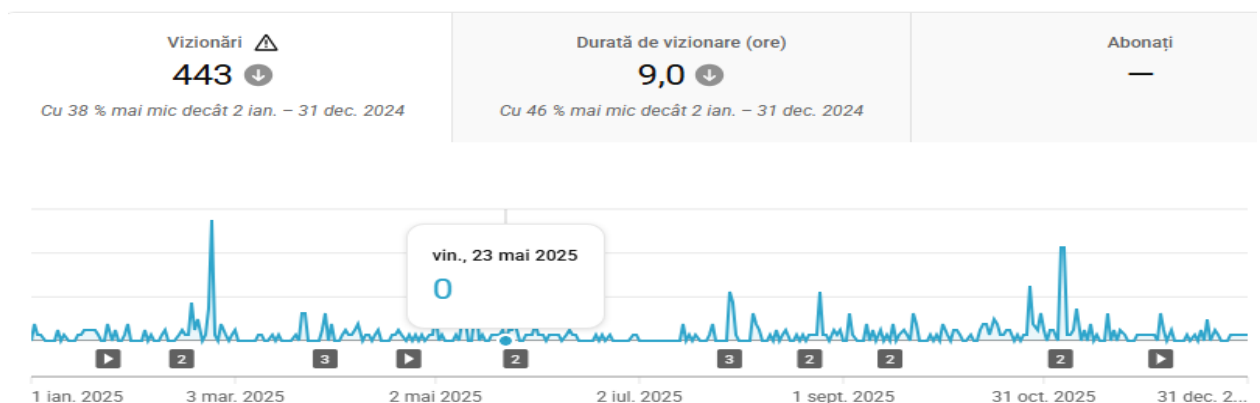 Vizionări
443
Cu 38 % mai mic decât 2 ian. – 31 dec. 2024
Durată de vizionare (ore)
9,0
Cu 46 % mai mic decât 2 ian. – 31 dec. 2024
Abonați
—
vin., 23 mai 2025
0
2 3 2 3 2 2 2
1 ian. 2025 3 mar. 2025 2 mai 2025 2 iul. 2025 1 sept. 2025 31 oct. 2025 31 dec. 2...